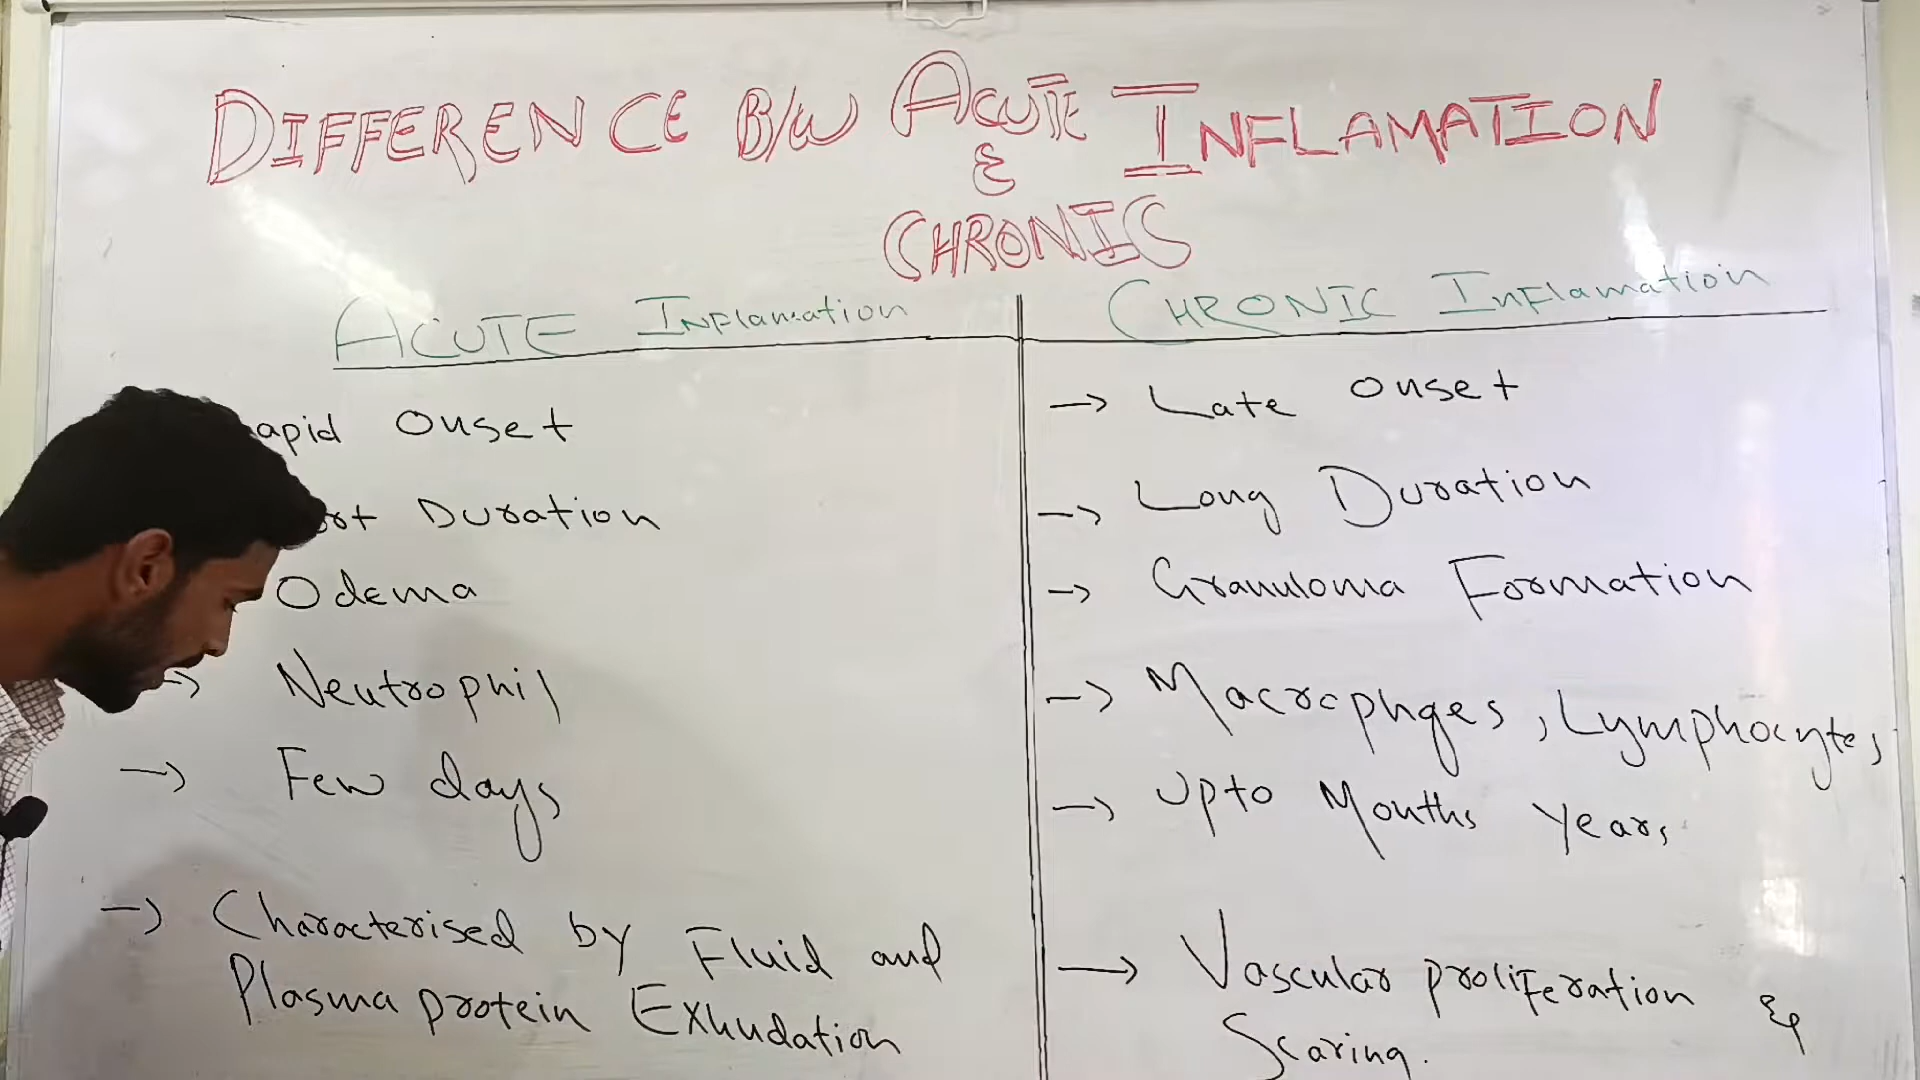 DIFFERENCE B/W ACUTE INFLAMATION
&
CHRONIC
ACUTE INFlamation
apid Onset
ort Duration
Odema
→ Neutrophil
→ Few days
→ Characterised by Fluid and
Plasma protein Exhudation
CHRONIC InFlamation
→ Late Onset
→ Long Duration
→ Granuloma Formation
→ Macrophges, Lymphocytes
→ Upto Months Years
→ Vascular proliferation &
Scaring.